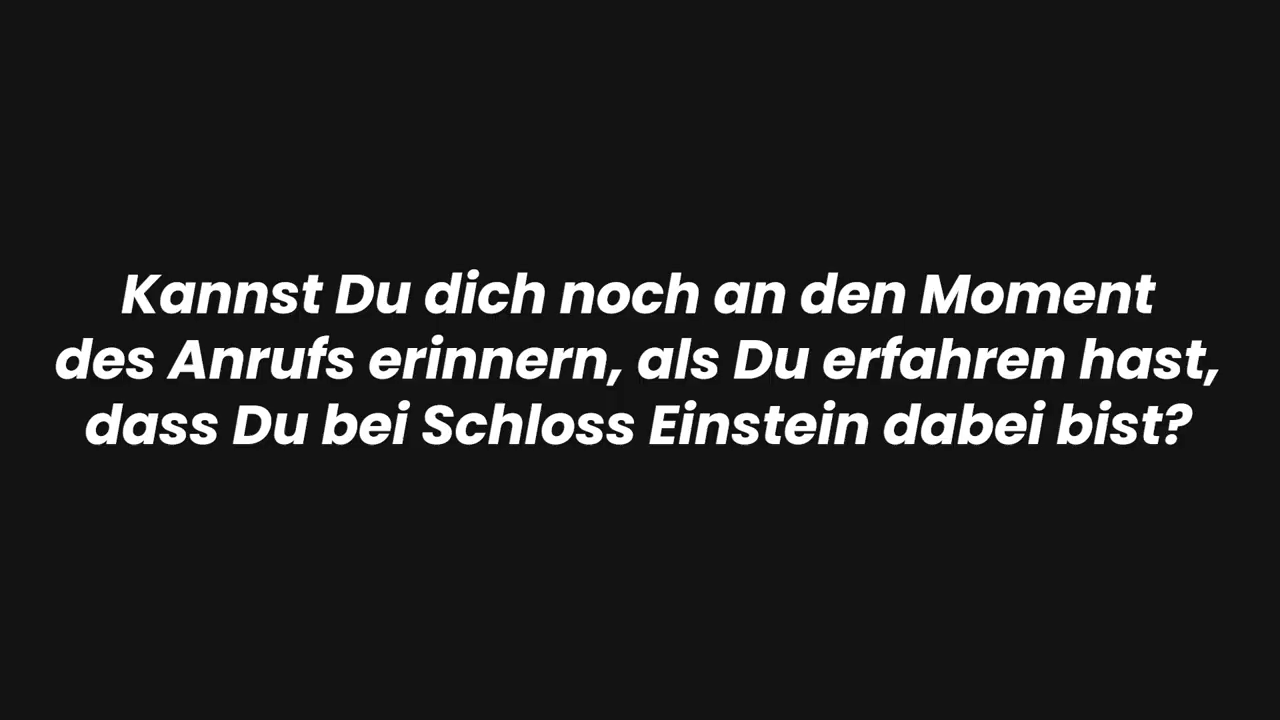 Kannst Du dich noch an den Moment
des Anrufs erinnern, als Du erfahren hast,
dass Du bei Schloss Einstein dabei bist?